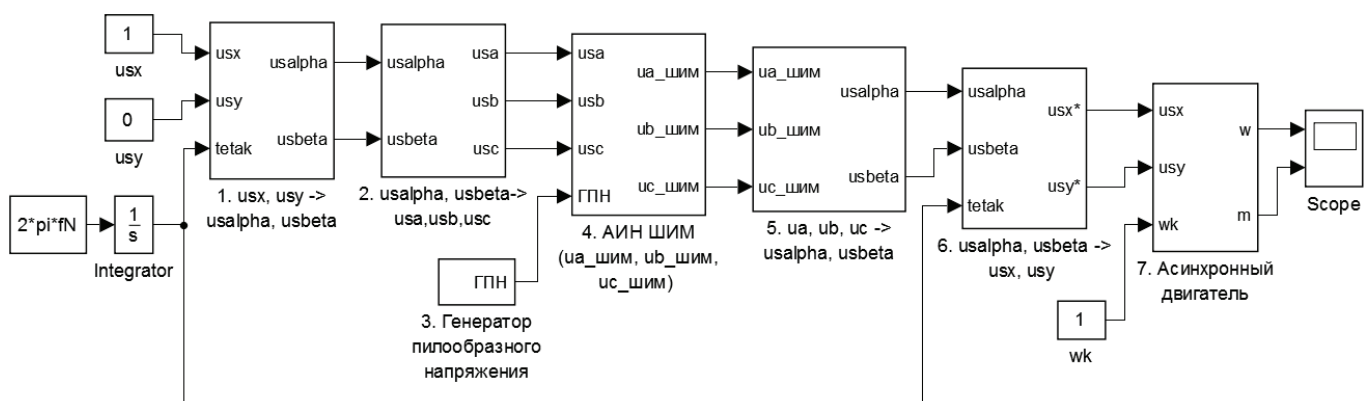 1
usx
0
usy
2*pi*fN
1
s
Integrator
usx
usy
tetak
usalpha
usbeta
1. usx, usy ->
usalpha, usbeta
usalpha
usbeta
usa
usb
usc
2. usalpha, usbeta->
usa,usb,usc
ГПН
3. Генератор
пилообразного
напряжения
usa
usb
usc
ГПН
ua_шим
ub_шим
uc_шим
4. АИН ШИМ
(ua_шим, ub_шим,
uc_шим)
ua_шим
ub_шим
uc_шим
usalpha
usbeta
5. ua, ub, uc ->
usalpha, usbeta
usalpha
usbeta
tetak
usx*
usy*
6. usalpha, usbeta ->
usx, usy
1
wk
usx
usy
wk
w
m
7. Асинхронный
двигатель
Scope